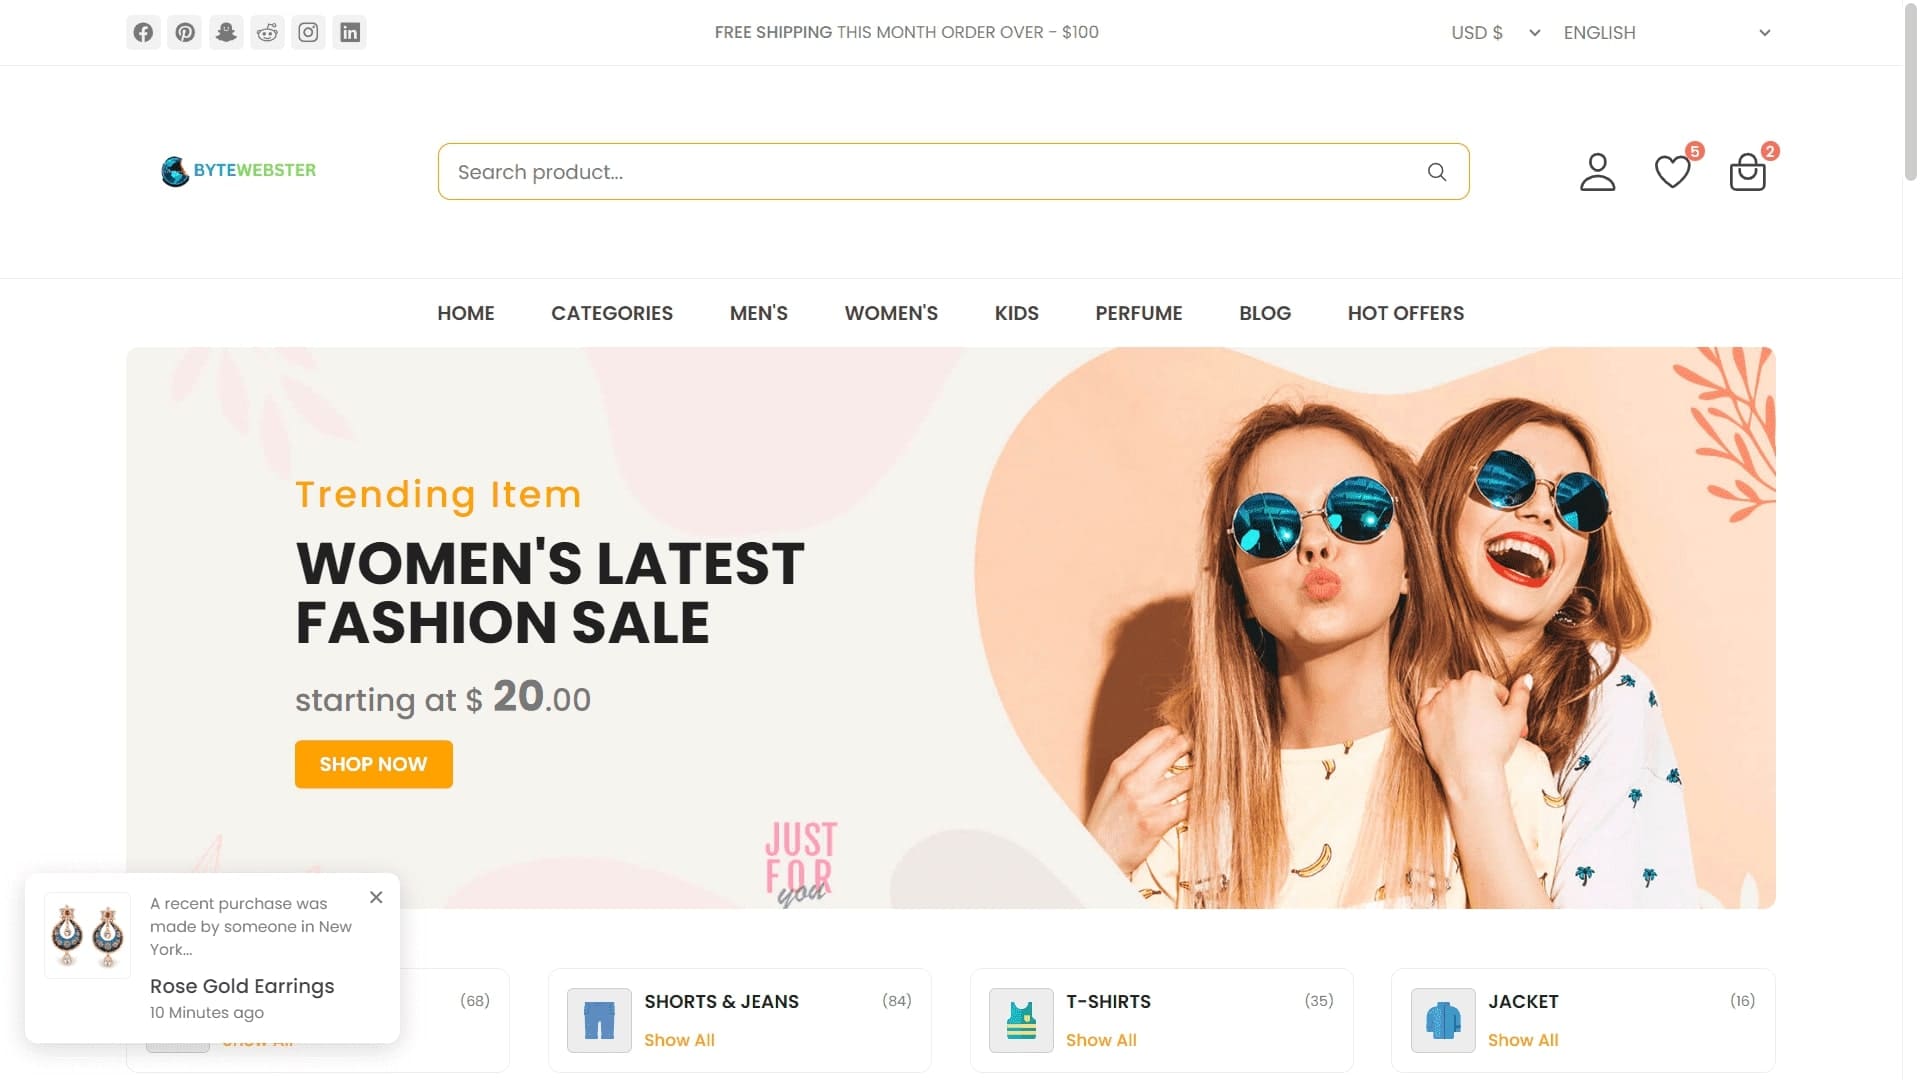 FREE SHIPPING THIS MONTH ORDER OVER - $100
USD $
ENGLISH
BYTEWEBSTER
Search product...
5
2
HOME
CATEGORIES
MEN'S
WOMEN'S
KIDS
PERFUME
BLOG
HOT OFFERS
Trending Item
WOMEN'S LATEST
FASHION SALE
starting at $ 20.00
SHOP NOW
JUST
FOR
you
A recent purchase was
made by someone in New
York...
Rose Gold Earrings
10 Minutes ago
(68)
Show All
SHORTS & JEANS
(84)
Show All
T-SHIRTS
(35)
Show All
JACKET
(16)
Show All